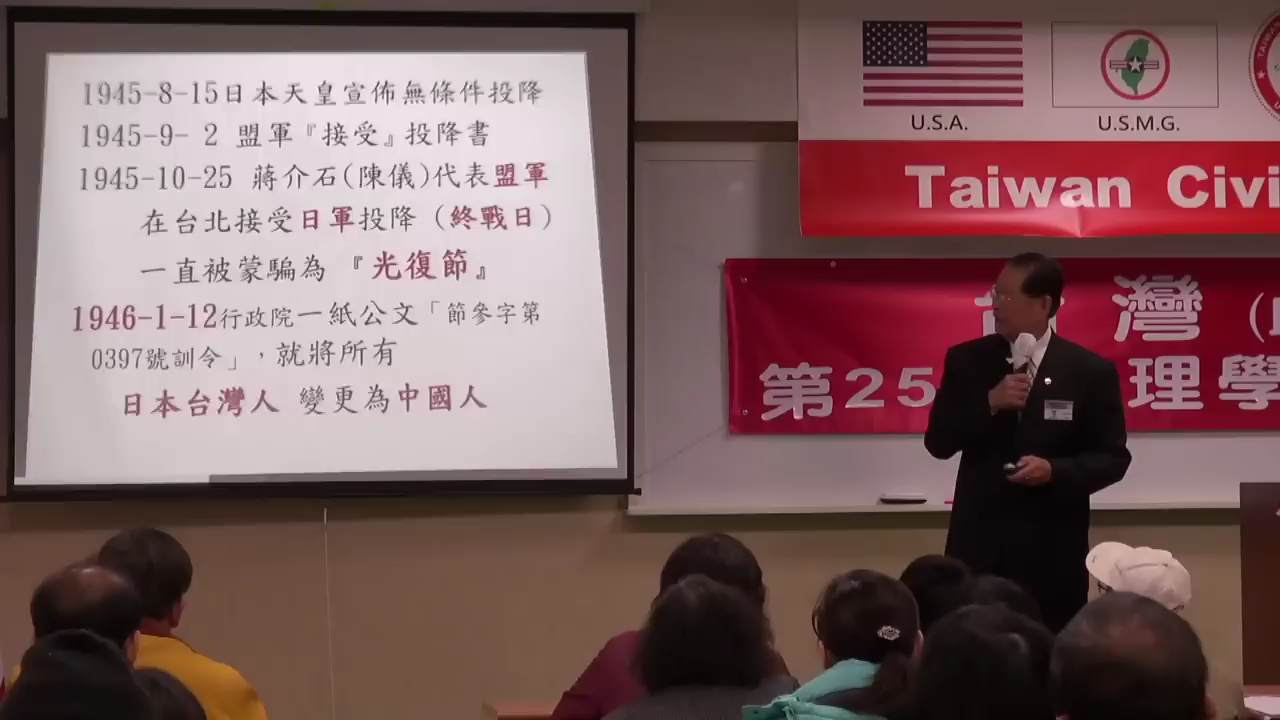 1945-8-15日本天皇宣佈無條件投降
1945-9- 2 盟軍『接受』投降書
1945-10-25 蔣介石(陳儀)代表盟軍
在台北接受日軍投降（終戰日）
一直被蒙騙為 『光復節』
1946-1-12行政院一紙公文「節參字第
0397號訓令」，就將所有
日本台灣人 變更為中國人
U.S.A.
U.S.M.G.
Taiwan Civi
台 灣
第25 理學